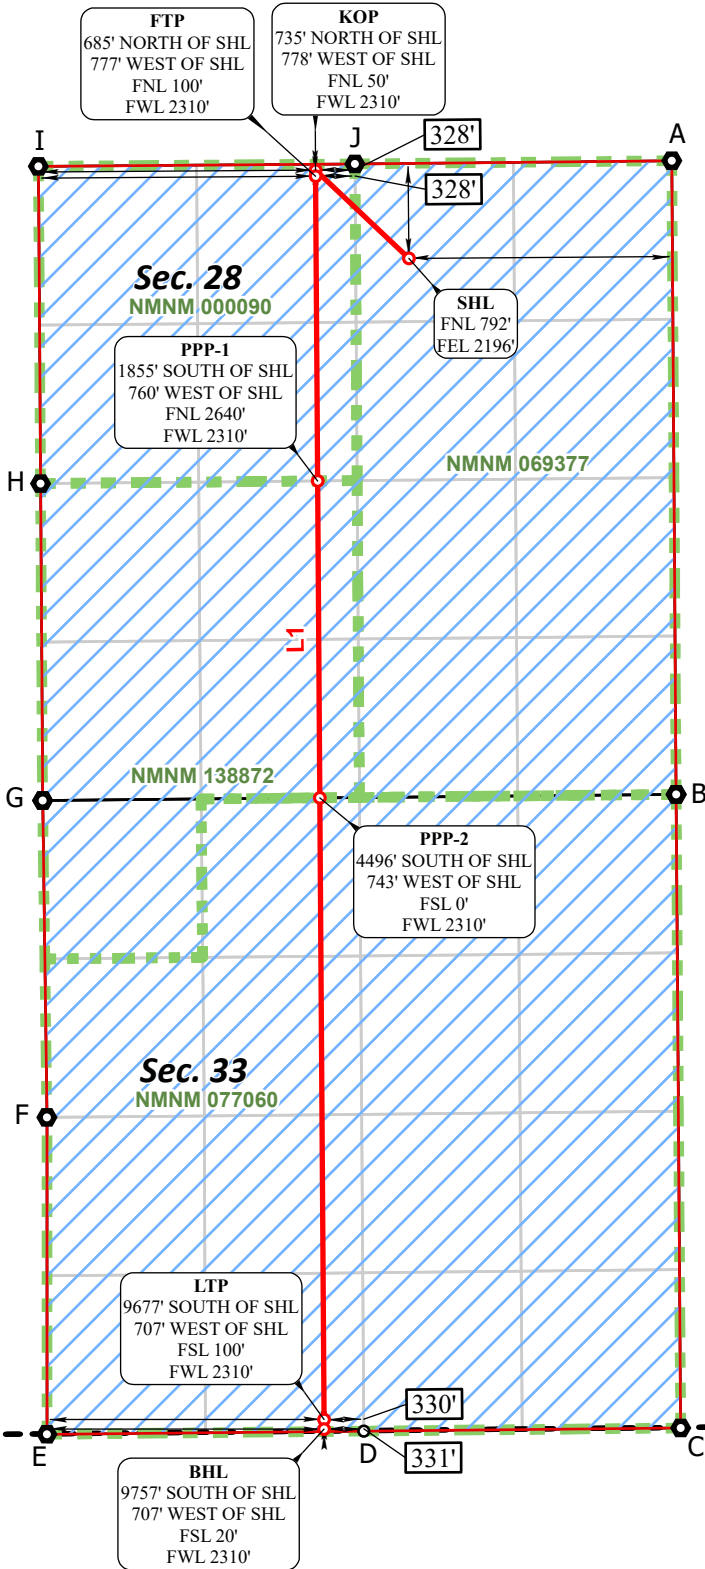 FTP
685' NORTH OF SHL
777' WEST OF SHL
FNL 100'
FWL 2310'
KOP
735' NORTH OF SHL
778' WEST OF SHL
FNL 50'
FWL 2310'
I
J
328'
A
328'
Sec. 28
NMNM 000090
SHL
FNL 792'
FEL 2196'
PPP-1
1855' SOUTH OF SHL
760' WEST OF SHL
FNL 2640'
FWL 2310'
NMNM 069377
H
L1
NMNM 138872
G
B
PPP-2
4496' SOUTH OF SHL
743' WEST OF SHL
FSL 0'
FWL 2310'
Sec. 33
NMNM 077060
F
LTP
9677' SOUTH OF SHL
707' WEST OF SHL
FSL 100'
FWL 2310'
330'
E
D
331'
C
BHL
9757' SOUTH OF SHL
707' WEST OF SHL
FSL 20'
FWL 2310'